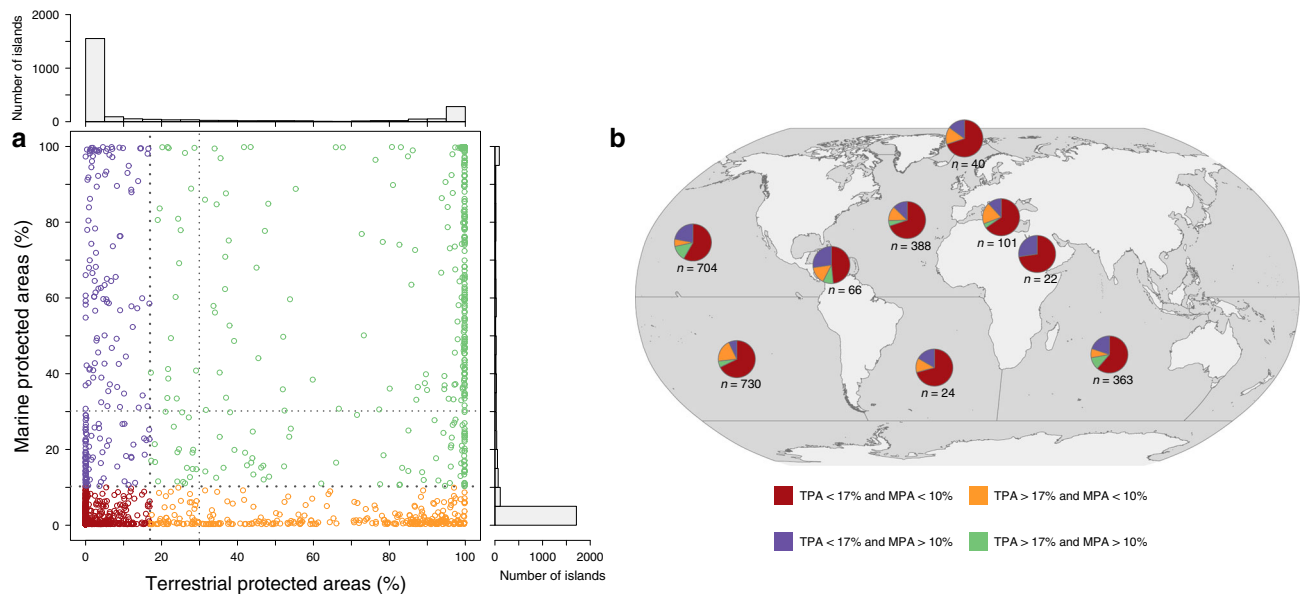 Number of islands
2000
1000
0
a
Marine protected areas (%)
100
80
60
40
20
0
0
20
40
60
80
100
Terrestrial protected areas (%)
0
1000
2000
Number of islands
b
n = 40
n = 388
n = 101
n = 704
n = 66
n = 22
n = 730
n = 24
n = 363
TPA < 17% and MPA < 10%
TPA > 17% and MPA < 10%
TPA < 17% and MPA > 10%
TPA > 17% and MPA > 10%